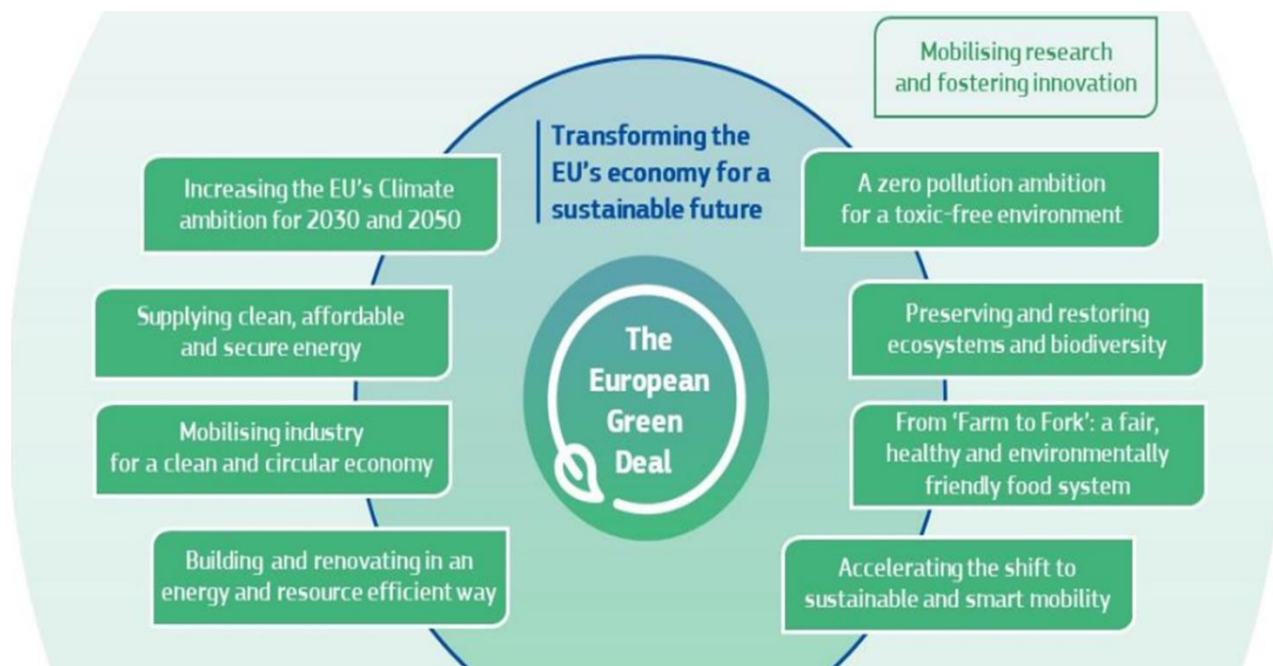 Mobilising research
and fostering innovation
Transforming the
EU's economy for a
sustainable future
Increasing the EU's Climate
ambition for 2030 and 2050
A zero pollution ambition
for a toxic-free environment
Supplying clean, affordable
and secure energy
Preserving and restoring
ecosystems and biodiversity
The
European
Green
Deal
Mobilising industry
for a clean and circular economy
From ‘Farm to Fork’: a fair,
healthy and environmentally
friendly food system
Building and renovating in an
energy and resource efficient way
Accelerating the shift to
sustainable and smart mobility